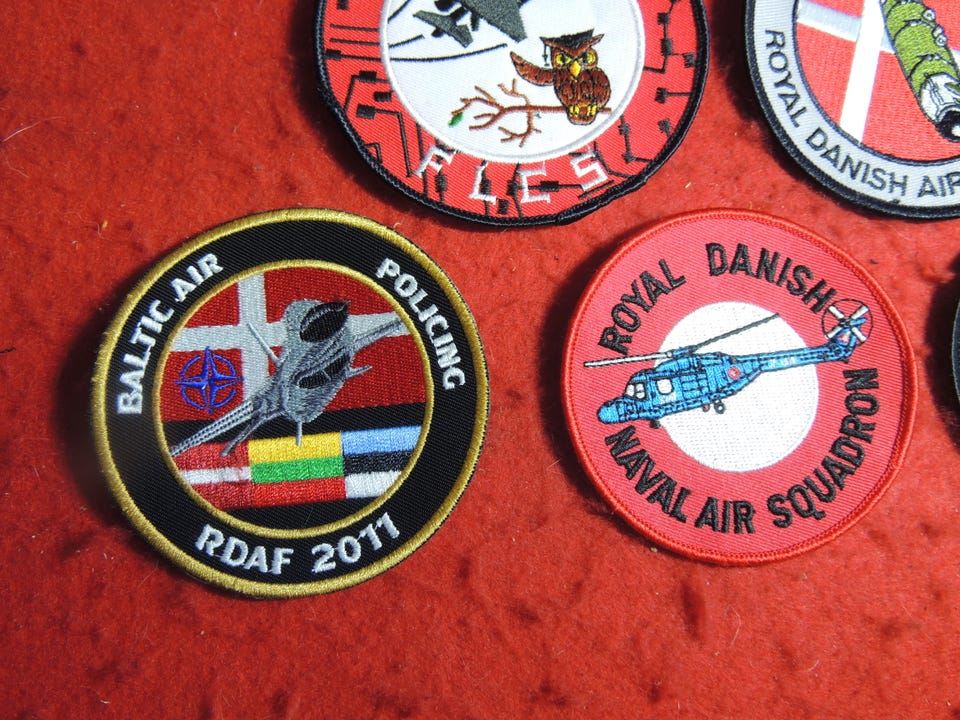 FLCS
ROYAL DANISH AIR
BALTIC AIR POLICING
RDAF 2011
ROYAL DANISH
NAVAL AIR SQUADRON